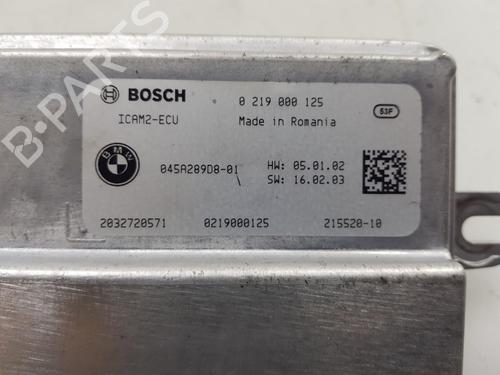 BOSCH 0 219 000 125
ICAM2-ECU Made in Romania 53F
BMW 045A289D8-01 HW: 05.01.02
SW: 16.02.03
2032720571 0219000125 215520-10
B-PARTS